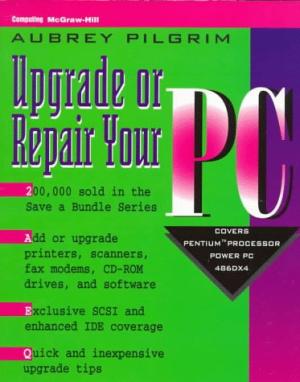 Computing McGraw-Hill
AUBREY PILGRIM
Upgrade or
Repair Your
PC
200,000 sold in the
Save a Bundle Series
Add or upgrade
printers, scanners,
fax modems, CD-ROM
drives, and software
Exclusive SCSI and
enhanced IDE coverage
Quick and inexpensive
upgrade tips
COVERS
PENTIUM™ PROCESSOR
POWER PC
486DX4